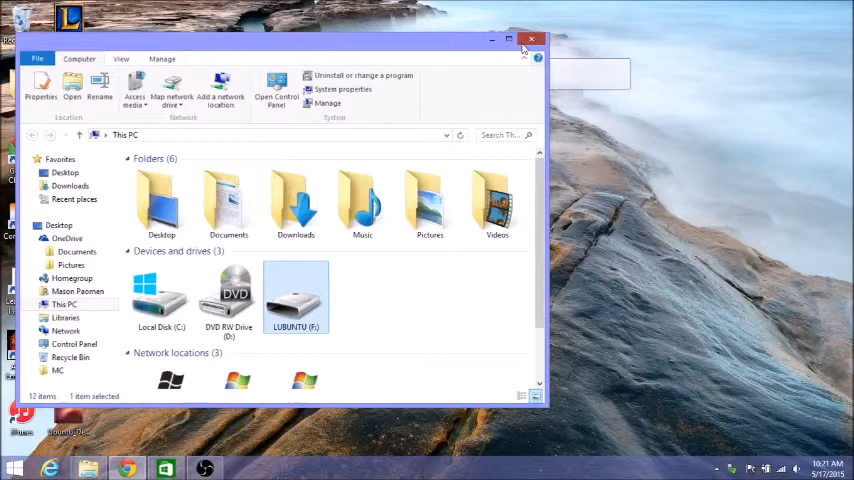 File Computer View Manage
Properties Open Rename Access media Map network drive Add a network location Open Control Panel
Uninstall or change a program
System properties
Manage
Location Network System
This PC
Search Th...
Favorites
Desktop
Downloads
Recent places
Desktop
OneDrive
Documents
Pictures
Homegroup
Mason Paomen
This PC
Libraries
Network
Control Panel
Recycle Bin
MC
Folders (6)
Desktop Documents Downloads Music Pictures Videos
Devices and drives (3)
Local Disk (C:) DVD RW Drive (D:) LUBUNTU (F:)
DVD
Network locations (3)
12 items 1 item selected
iTunes
10:21 AM
5/17/2015